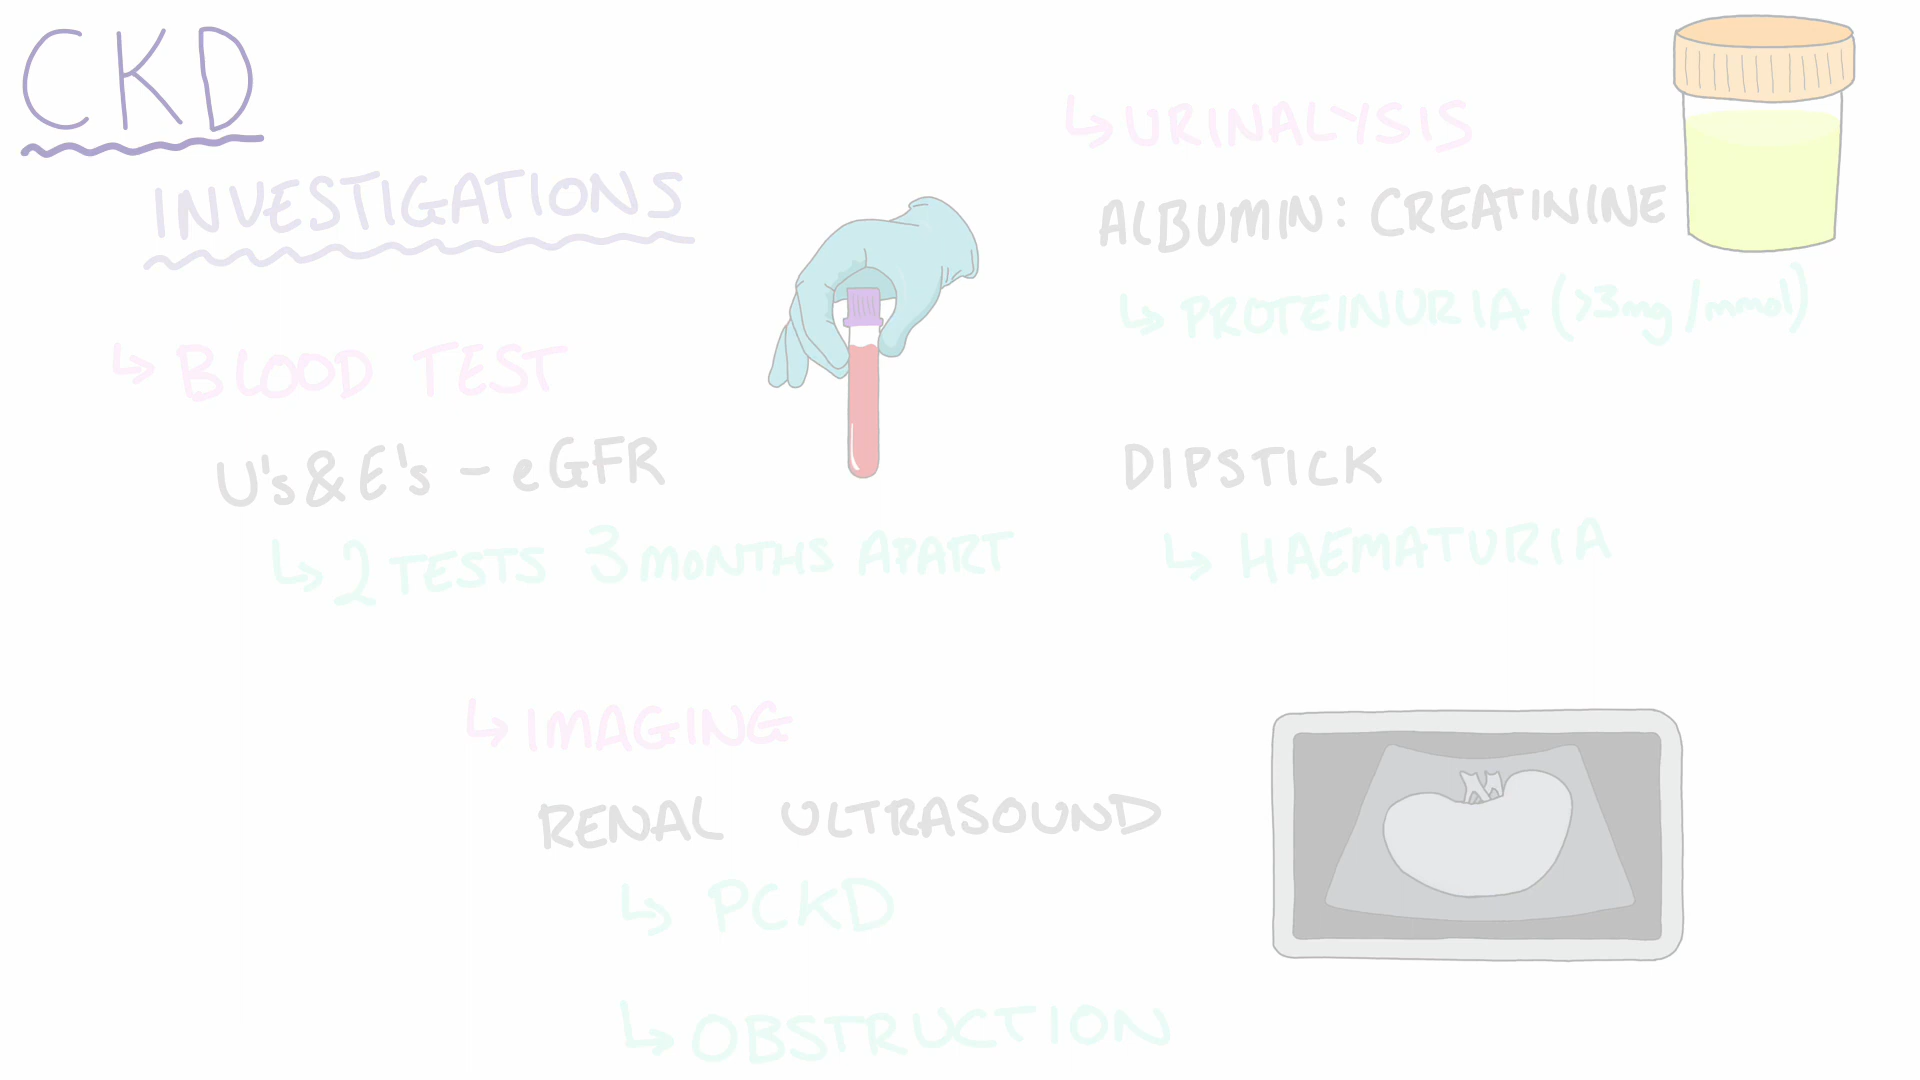 CKD
INVESTIGATIONS
↳ BLOOD TEST
U's & E's - eGFR
↳ 2 TESTS 3 MONTHS APART
↳ URINALYSIS
ALBUMIN: CREATININE
↳ PROTEINURIA (>3mg/mmol)
DIPSTICK
↳ HAEMATURIA
↳ IMAGING
RENAL ULTRASOUND
↳ PCKD
↳ OBSTRUCTION